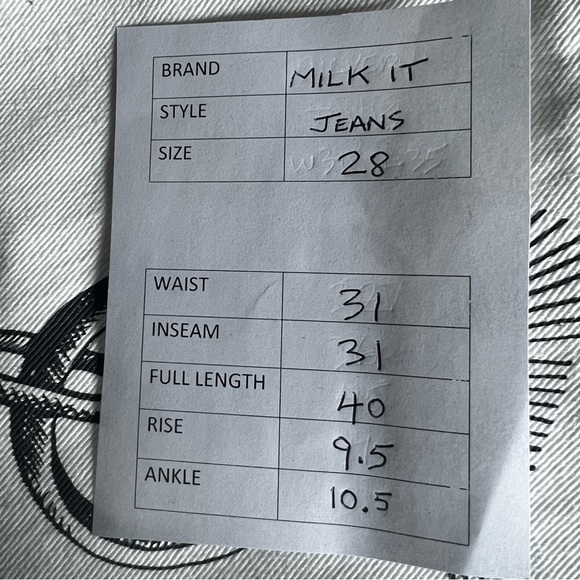 BRAND MILK IT
STYLE JEANS
SIZE 28
WAIST 31
INSEAM 31
FULL LENGTH 40
RISE 9.5
ANKLE 10.5